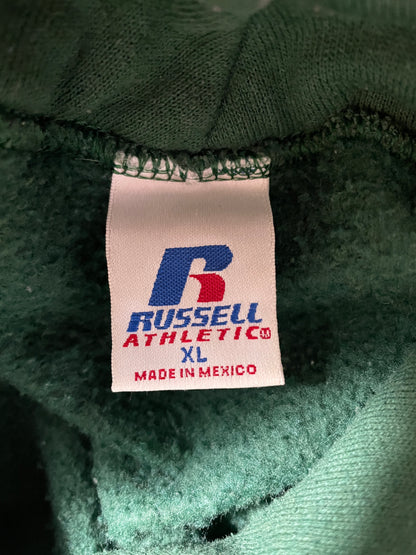 R
RUSSELL
ATHLETIC
XL
MADE IN MEXICO